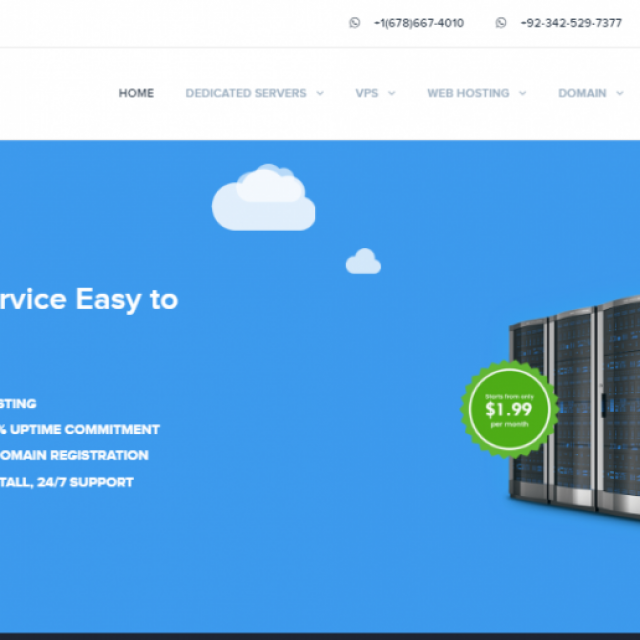 +1(678)667-4010 +92-342-529-7377
HOME DEDICATED SERVERS VPS WEB HOSTING DOMAIN
rvice Easy to
STING
% UPTIME COMMITMENT
OMAIN REGISTRATION
TALL, 24/7 SUPPORT
Starts from only
$1.99
per month